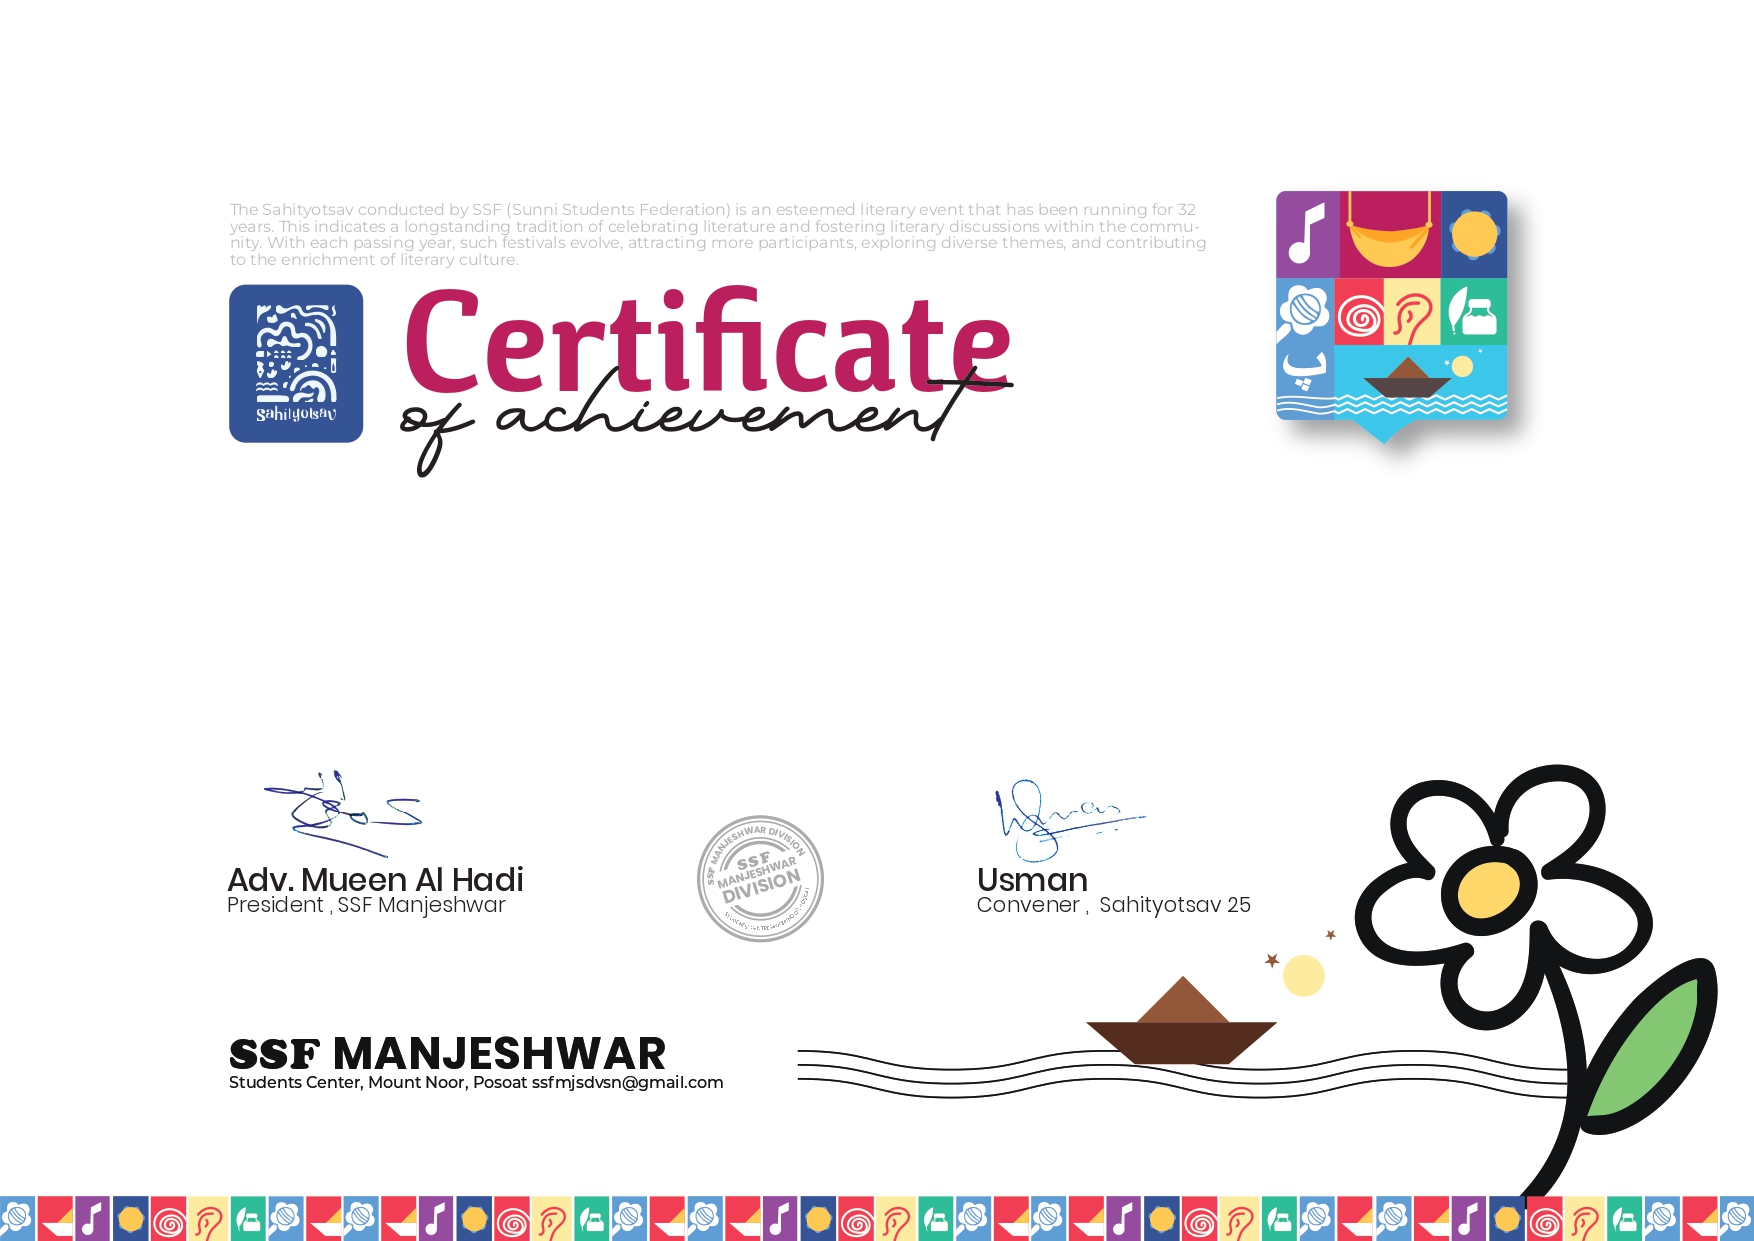 The Sahityotsav conducted by SSF (Sunni Students Federation) is an esteemed literary event that has been running for 32
years. This indicates a longstanding tradition of celebrating literature and fostering literary discussions within the commu-
nity. With each passing year, such festivals evolve, attracting more participants, exploring diverse themes, and contributing
to the enrichment of literary culture.
Sahityotsav
Certificate
of achievement
پ
Adv. Mueen Al Hadi
President , SSF Manjeshwar
SSF MANJESHWAR DIVISION
SSF
MANJESHWAR
DIVISION
Usman
Convener , Sahityotsav 25
SSF MANJESHWAR
Students Center, Mount Noor, Posoat ssfmjsdvsn@gmail.com